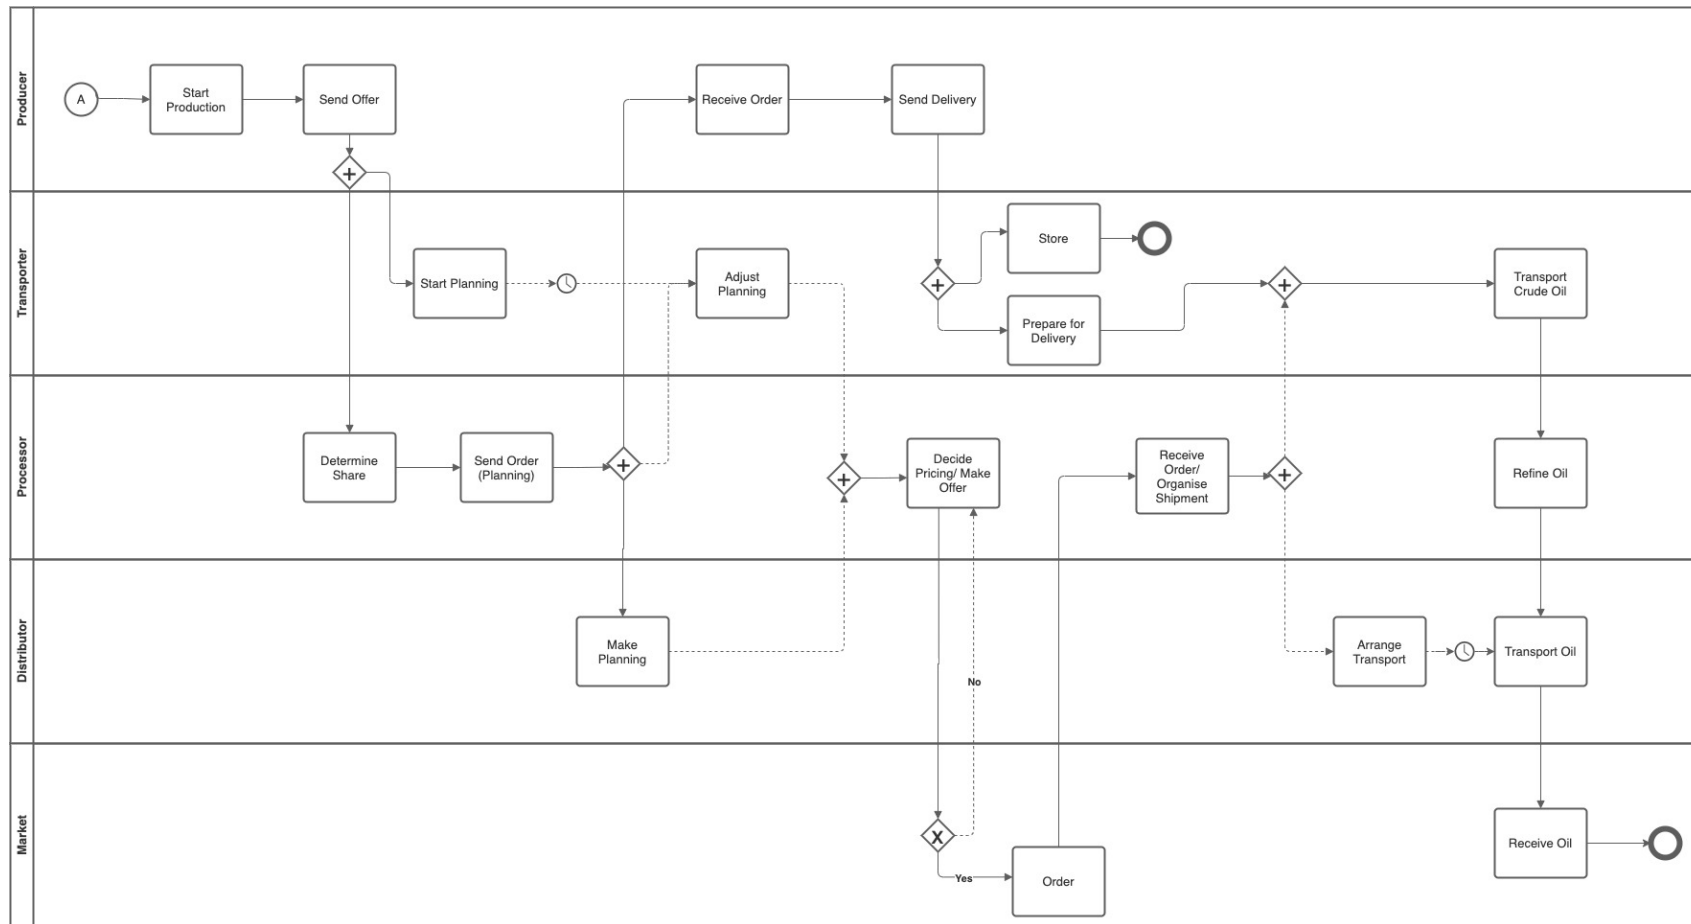 Producer
A
Start
Production
Send Offer
Receive Order
Send Delivery
Transporter
Start Planning
Adjust
Planning
Store
Prepare for
Delivery
Transport
Crude Oil
Processor
Determine
Share
Send Order
(Planning)
Decide
Pricing/ Make
Offer
Receive
Order/
Organise
Shipment
Refine Oil
Distributor
Make
Planning
No
Arrange
Transport
Transport Oil
Market
X
Yes
Order
Receive Oil